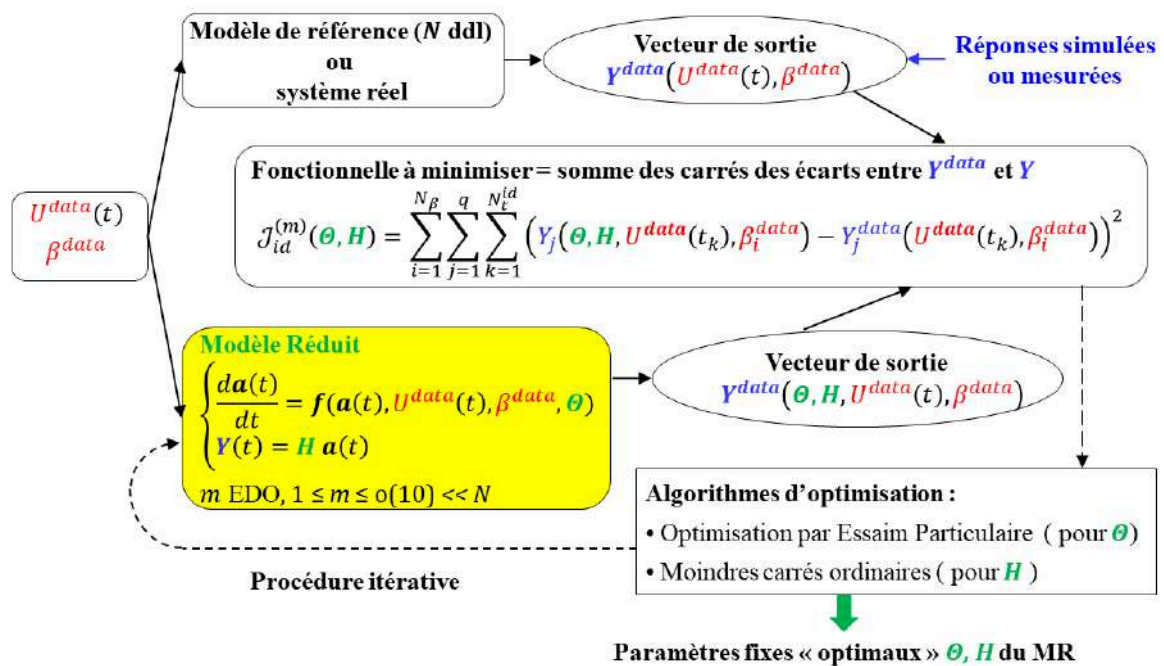 Modèle de référence (N ddl)
ou
système réel
Vecteur de sortie
Y^{data}(U^{data}(t), β^{data})
Réponses simulées
ou mesurées
U^{data}(t)
β^{data}
Fonctionnelle à minimiser = somme des carrés des écarts entre Y^{data} et Y
𝒥_{id}^{(m)}(Θ, H) = ∑_{i=1}^{N_β} ∑_{j=1}^{q} ∑_{k=1}^{N_t^{id}} (Y_j(Θ, H, U^{data}(t_k), β_i^{data}) − Y_j^{data}(U^{data}(t_k), β_i^{data}))^2
Modèle Réduit
da(t)/dt = f(a(t), U^{data}(t), β^{data}, Θ)
Y(t) = H a(t)
m EDO, 1 ≤ m ≤ o(10) << N
Vecteur de sortie
Y^{data}(Θ, H, U^{data}(t), β^{data})
Algorithmes d’optimisation :
• Optimisation par Essaim Particulaire ( pour Θ)
• Moindres carrés ordinaires ( pour H )
Procédure itérative
Paramètres fixes « optimaux » Θ, H du MR